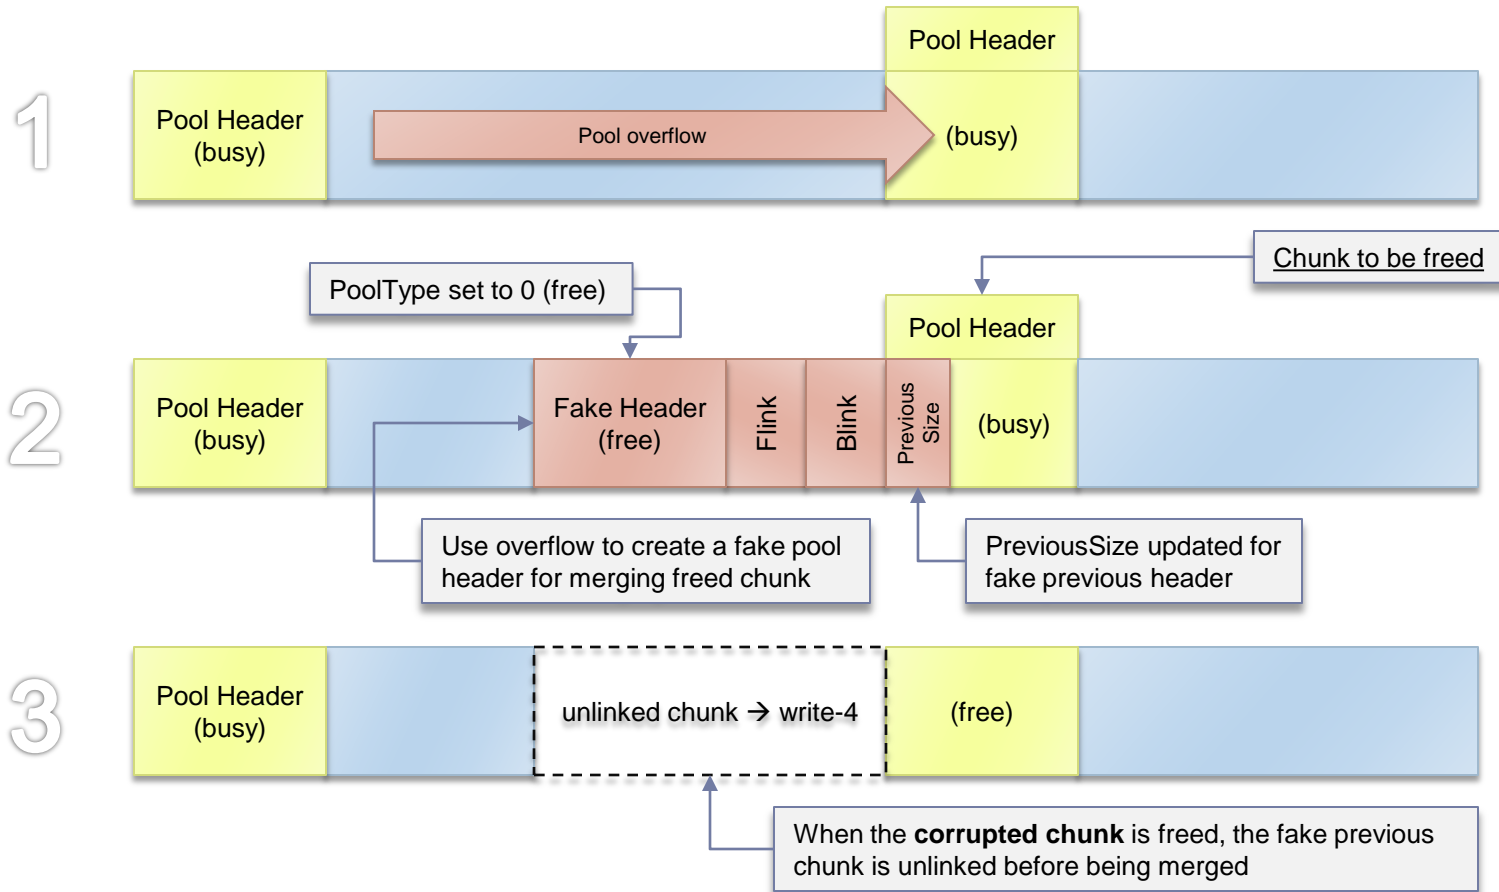 1
Pool Header
Pool Header
(busy)
Pool overflow
(busy)
Chunk to be freed
PoolType set to 0 (free)
Pool Header
2
Pool Header
(busy)
Fake Header
(free)
Flink
Blink
Previous
Size
(busy)
Use overflow to create a fake pool
header for merging freed chunk
PreviousSize updated for
fake previous header
3
Pool Header
(busy)
unlinked chunk → write-4
(free)
When the corrupted chunk is freed, the fake previous
chunk is unlinked before being merged